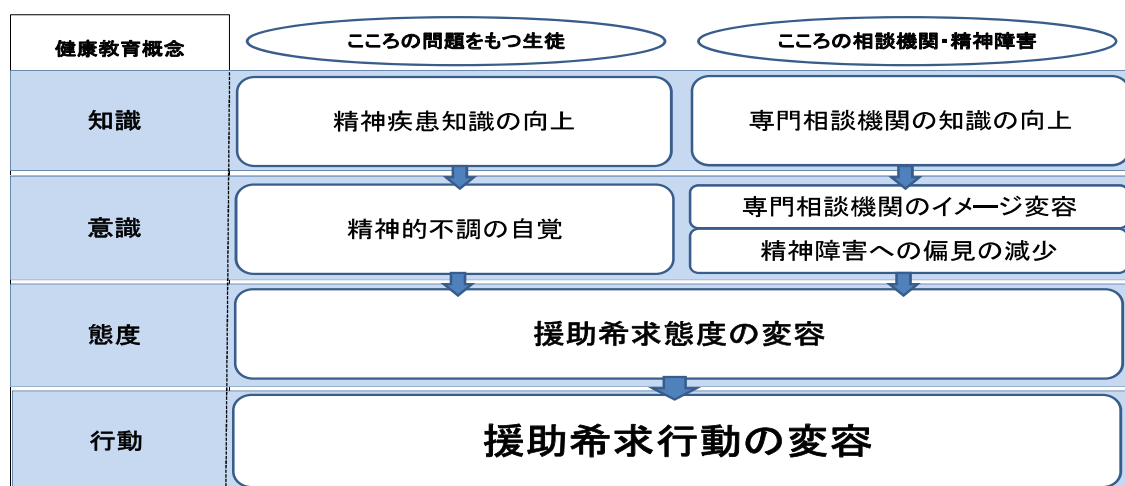 健康教育概念
こころの問題をもつ生徒
こころの相談機関・精神障害
知識
精神疾患知識の向上
専門相談機関の知識の向上
意識
精神的不調の自覚
専門相談機関のイメージ変容
精神障害への偏見の減少
態度
援助希求態度の変容
行動
援助希求行動の変容